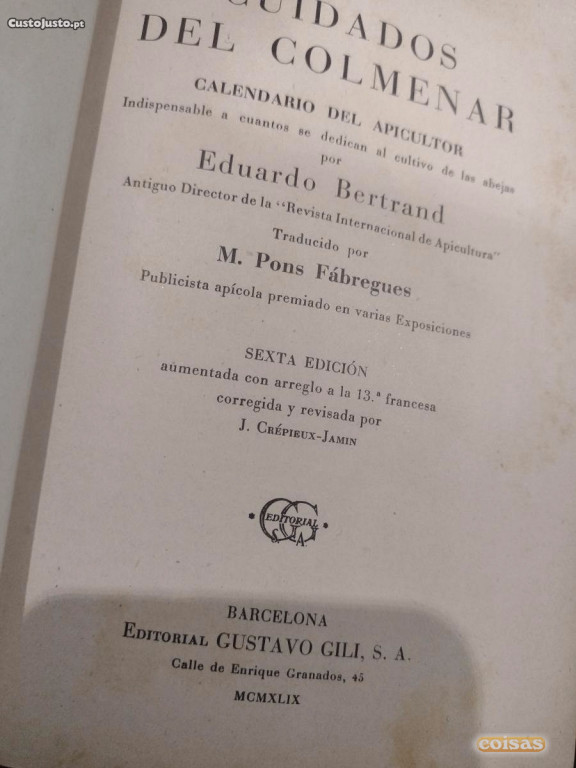 CustoJusto.pt
CUIDADOS
DEL COLMENAR
CALENDARIO DEL APICULTOR
Indispensable a cuantos se dedican al cultivo de las abejas
por
Eduardo Bertrand
Antiguo Director de la "Revista Internacional de Apicultura"
Traducido por
M. Pons Fábregues
Publicista apícola premiado en varias Exposiciones
SEXTA EDICIÓN
aumentada con arreglo a la 13.ª francesa
corregida y revisada por
J. CRÉPIEUX-JAMIN
EDITORIAL
GG
S. A.
BARCELONA
EDITORIAL GUSTAVO GILI, S. A.
Calle de Enrique Granados, 45
MCMXLIX
coisas